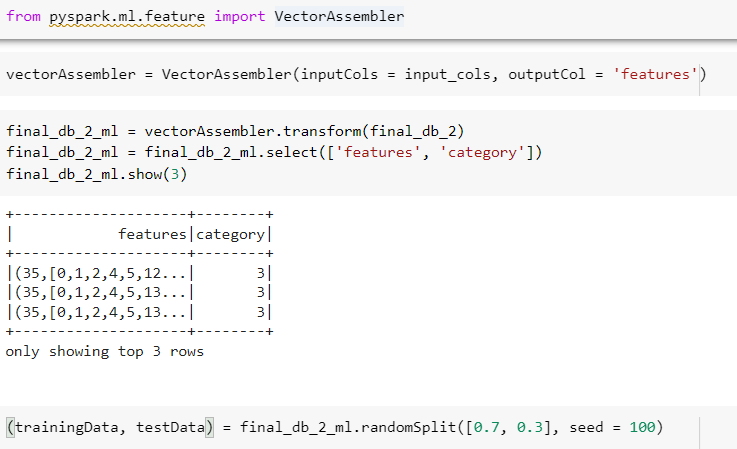 from pyspark.ml.feature import VectorAssembler
vectorAssembler = VectorAssembler(inputCols = input_cols, outputCol = 'features')
final_db_2_ml = vectorAssembler.transform(final_db_2)
final_db_2_ml = final_db_2_ml.select(['features', 'category'])
final_db_2_ml.show(3)
+--------------------+--------+
|            features|category|
+--------------------+--------+
|(35,[0,1,2,4,5,12...|       3|
|(35,[0,1,2,4,5,13...|       3|
|(35,[0,1,2,4,5,13...|       3|
+--------------------+--------+
only showing top 3 rows
(trainingData, testData) = final_db_2_ml.randomSplit([0.7, 0.3], seed = 100)